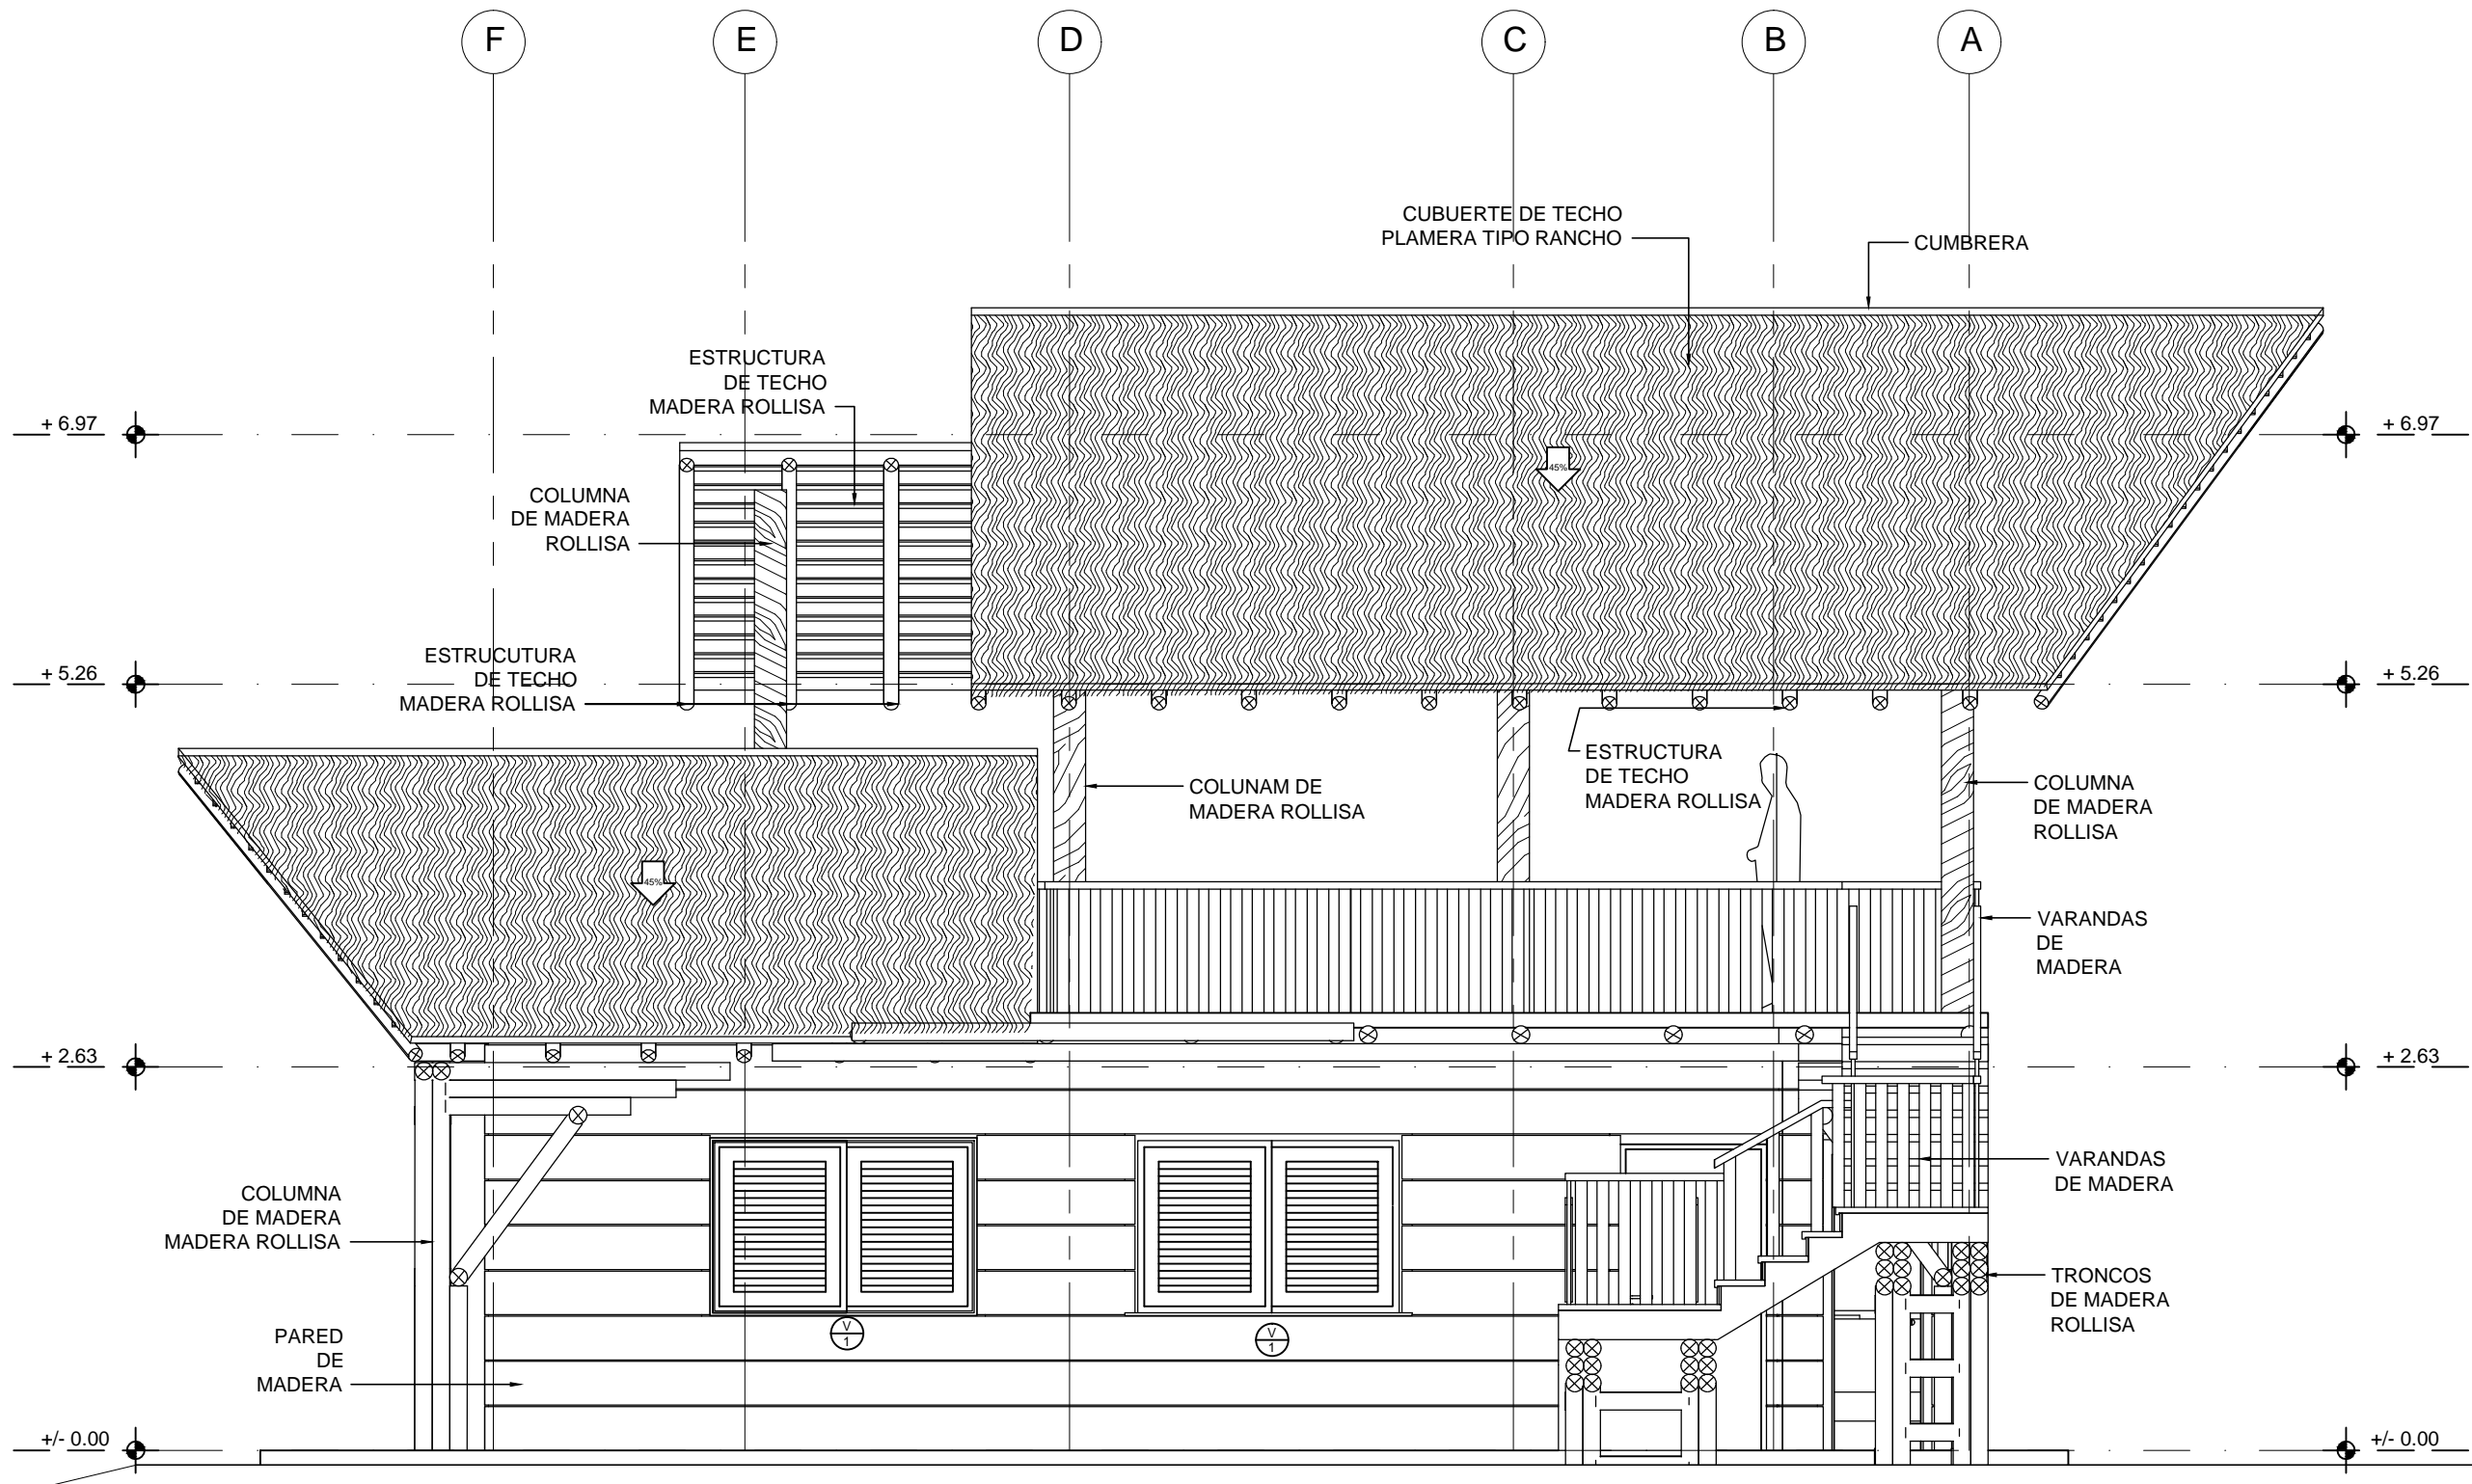 F
E
D
C
B
A
CUBUERTE DE TECHO
PLAMERA TIPO RANCHO
CUMBRERA
ESTRUCTURA
DE TECHO
MADERA ROLLISA
+ 6.97
+ 6.97
45%
COLUMNA
DE MADERA
ROLLISA
ESTRUCUTURA
DE TECHO
MADERA ROLLISA
+ 5.26
+ 5.26
ESTRUCTURA
DE TECHO
MADERA ROLLISA
COLUNAM DE
MADERA ROLLISA
COLUMNA
DE MADERA
ROLLISA
45%
VARANDAS
DE
MADERA
+ 2.63
+ 2.63
VARANDAS
DE MADERA
COLUMNA
DE MADERA
MADERA ROLLISA
TRONCOS
DE MADERA
ROLLISA
V
1
V
1
PARED
DE
MADERA
+/- 0.00
+/- 0.00